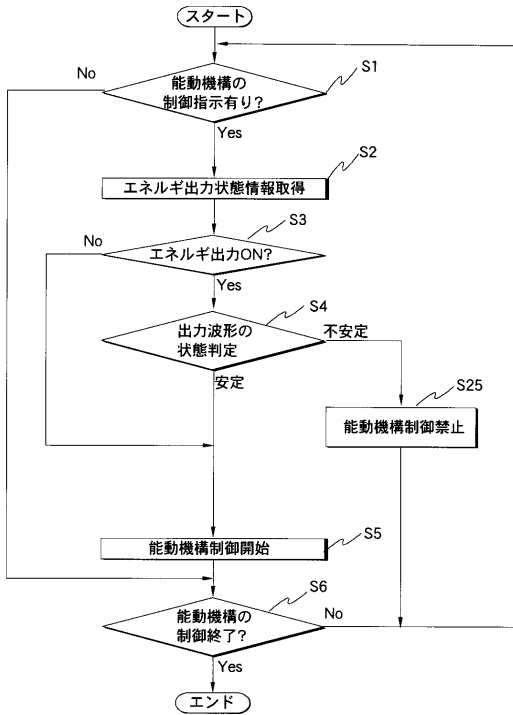 スタート
能動機構の
制御指示有り?
No
S1
Yes
S2
エネルギ出力状態情報取得
S3
No
エネルギ出力ON?
Yes
S4
出力波形の
状態判定
不安定
安定
S25
能動機構制御禁止
能動機構制御開始
S5
S6
能動機構の
制御終了?
No
Yes
エンド